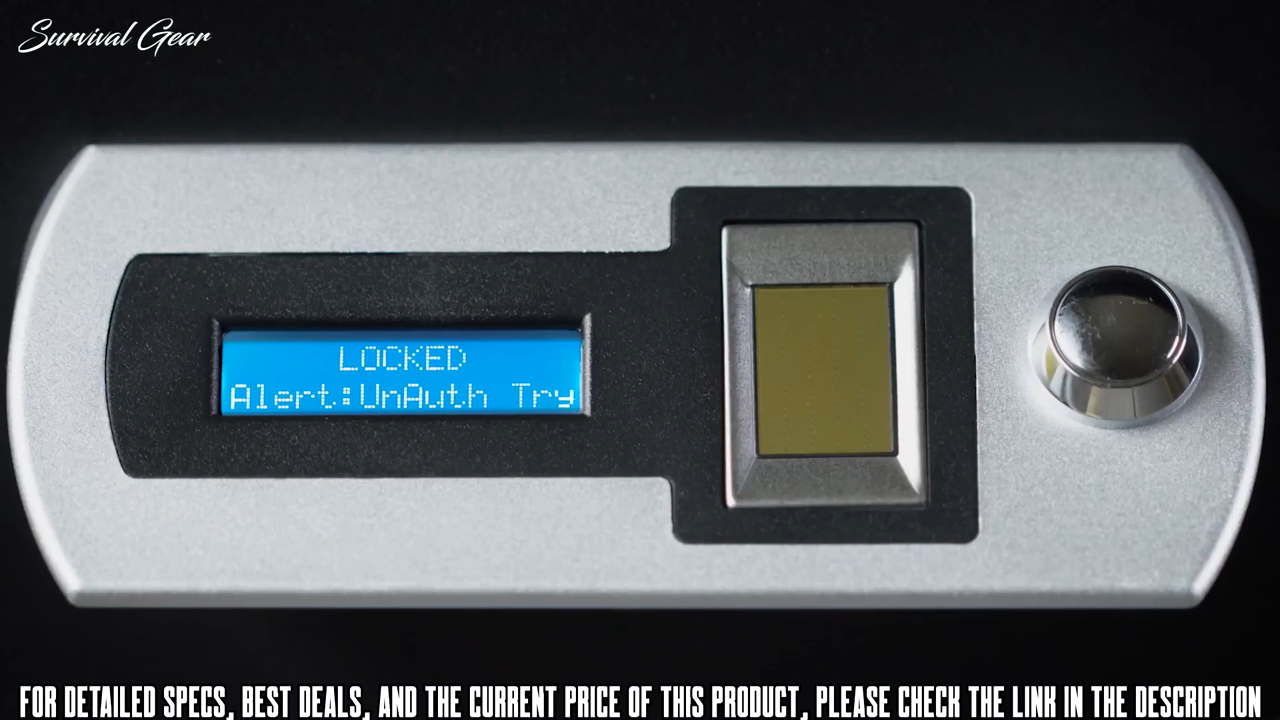 Survival Gear
LOCKED
Alert:UnAuth Try
FOR DETAILED SPECS, BEST DEALS, AND THE CURRENT PRICE OF THIS PRODUCT, PLEASE CHECK THE LINK IN THE DESCRIPTION